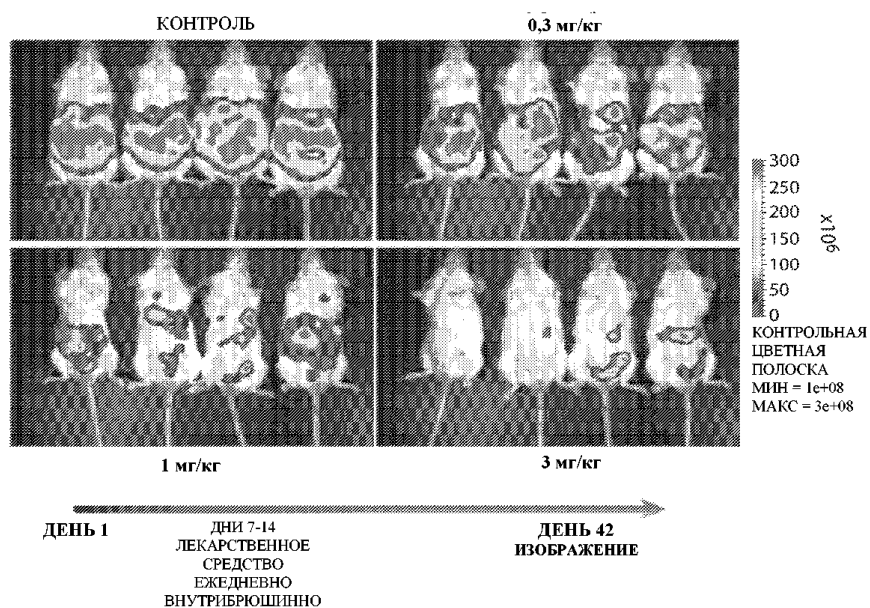 КОНТРОЛЬ
0,3 мг/кг
300
250
200
150
100
50
0
x106
КОНТРОЛЬНАЯ
ЦВЕТНАЯ
ПОЛОСКА
МИН = 1e+08
МАКС = 3e+08
1 мг/кг
3 мг/кг
ДЕНЬ 1
ДНИ 7-14
ЛЕКАРСТВЕННОЕ
СРЕДСТВО
ЕЖЕДНЕВНО
ВНУТРИБРЮШИННО
ДЕНЬ 42
ИЗОБРАЖЕНИЕ